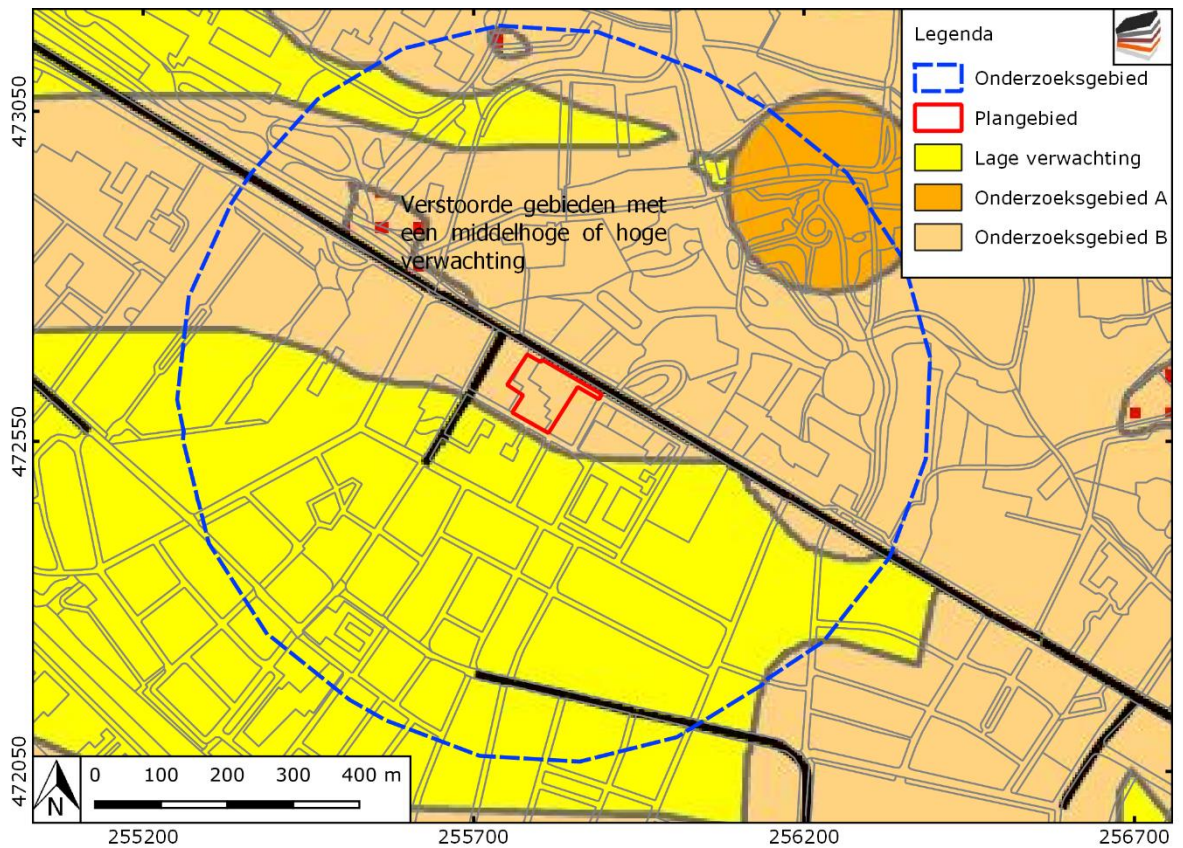 Legenda
Onderzoeksgebied
Plangebied
Lage verwachting
Onderzoeksgebied A
Onderzoeksgebied B
Verstoorde gebieden met
een middelhoge of hoge
verwachting
473050
472550
472050
N
0 100 200 300 400 m
255200 255700 256200 256700